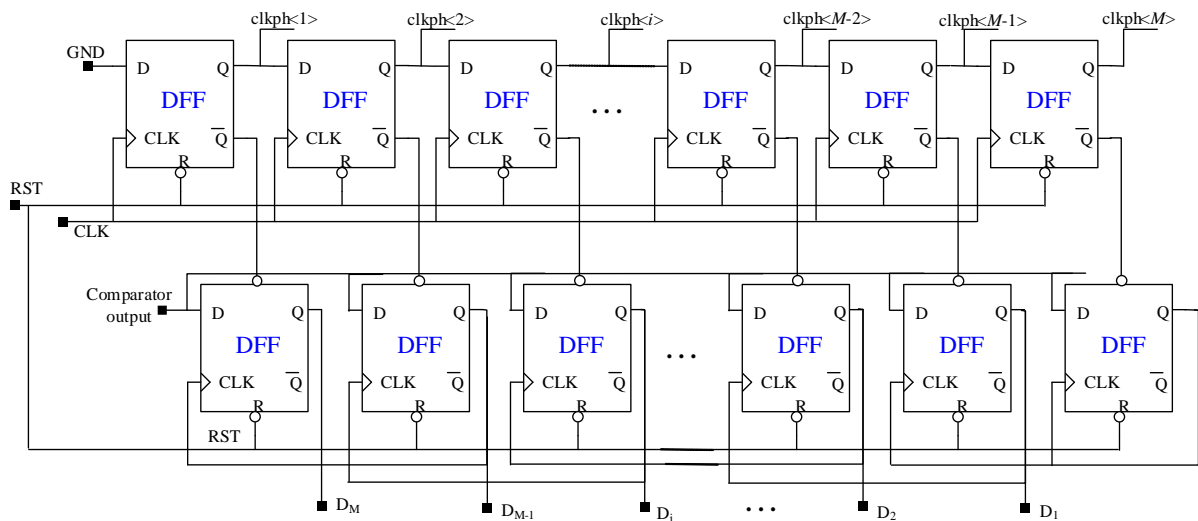 clkph<1> clkph<2> clkph<i> clkph<M-2> clkph<M-1> clkph<M>
GND
D Q D Q D Q D Q D Q D Q
DFF DFF DFF ... DFF DFF DFF
CLK Q CLK Q CLK Q CLK Q CLK Q CLK Q
R R R R R R
RST
CLK
Comparator
output
D Q D Q D Q D Q D Q D Q
DFF DFF DFF ... DFF DFF DFF
CLK Q CLK Q CLK Q CLK Q CLK Q CLK Q
R R R R R R
RST
DM DM-1 Di ... D2 D1